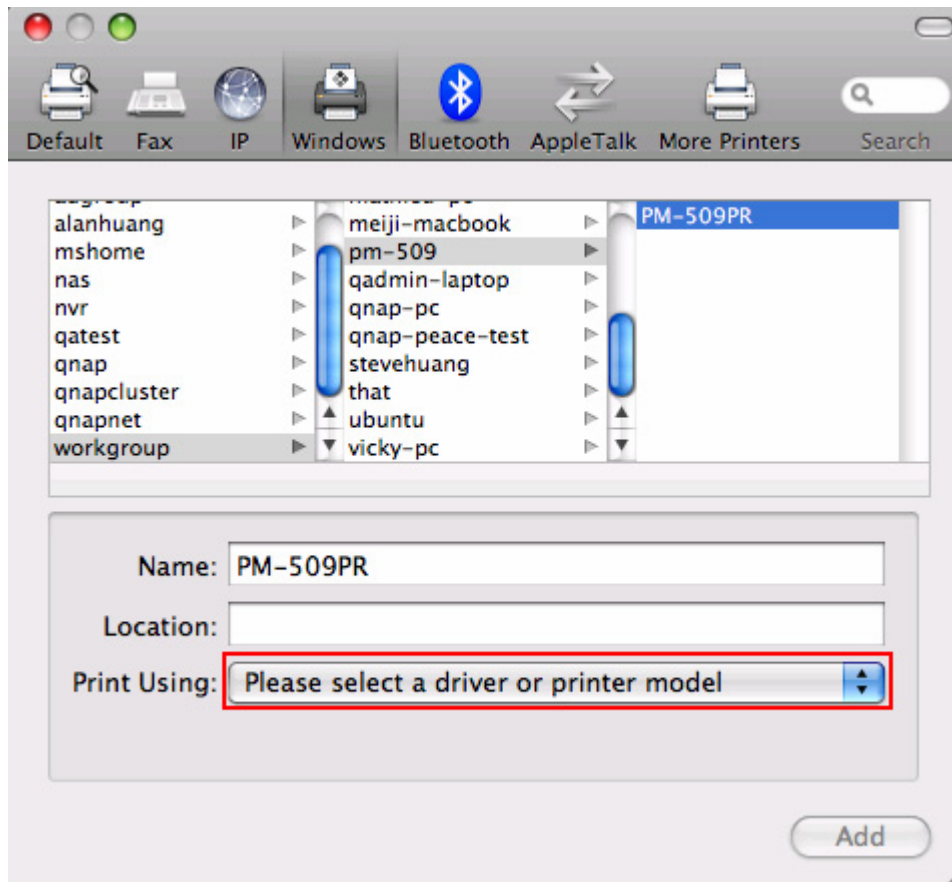 Default Fax IP Windows Bluetooth AppleTalk More Printers Search
alanhuang
mshome
nas
nvr
qatest
qnap
qnapcluster
qnapnet
workgroup
meiji-macbook
pm-509
qadmin-laptop
qnap-pc
qnap-peace-test
stevehuang
that
ubuntu
vicky-pc
PM-509PR
Name: PM-509PR
Location:
Print Using: Please select a driver or printer model
Add